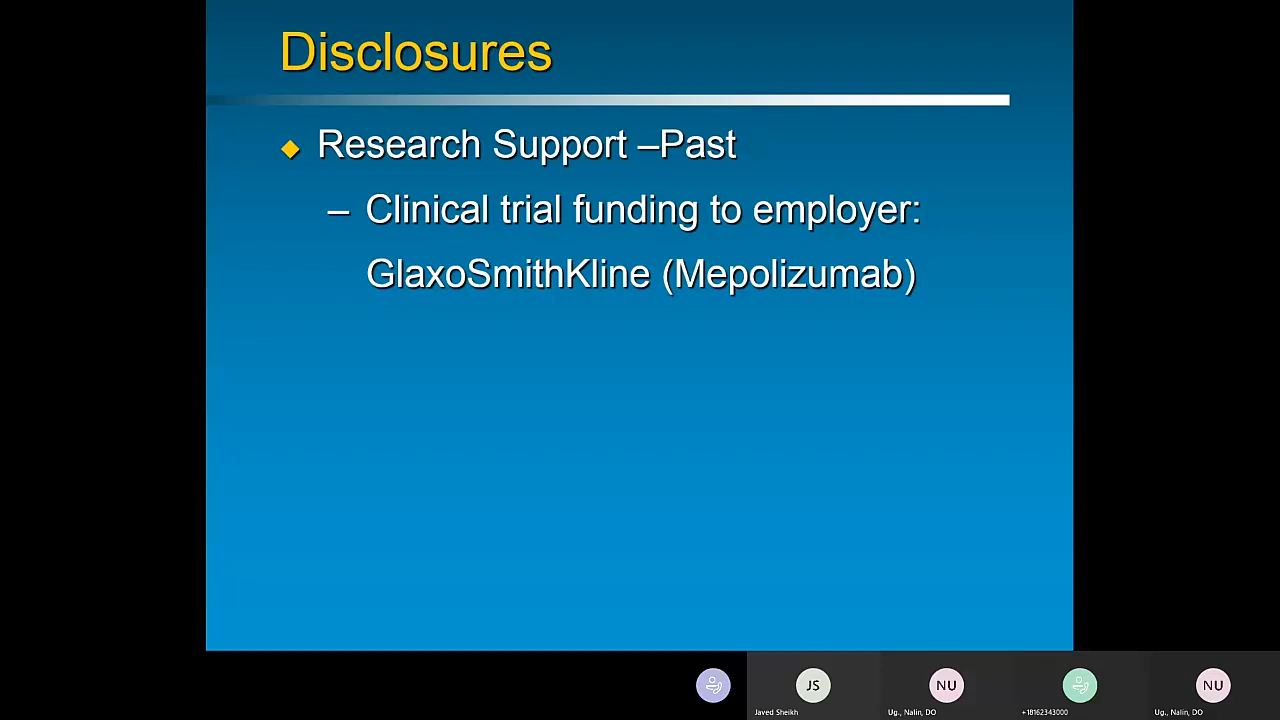 Disclosures
Research Support –Past
– Clinical trial funding to employer:
GlaxoSmithKline (Mepolizumab)
JS
NU
NU
Javed Sheikh
Ug., Nalin, DO
+18162343000
Ug., Nalin, DO